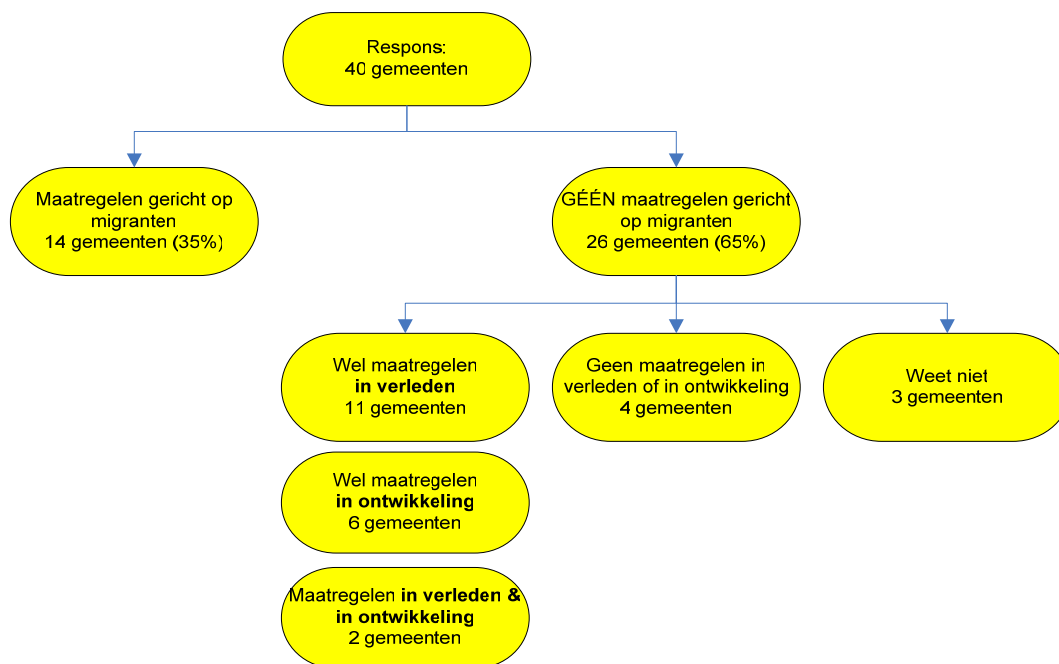 Respons:
40 gemeenten
Maatregelen gericht op
migranten
14 gemeenten (35%)
GÉÉN maatregelen gericht
op migranten
26 gemeenten (65%)
Wel maatregelen
in verleden
11 gemeenten
Geen maatregelen in
verleden of in ontwikkeling
4 gemeenten
Weet niet
3 gemeenten
Wel maatregelen
in ontwikkeling
6 gemeenten
Maatregelen in verleden &
in ontwikkeling
2 gemeenten